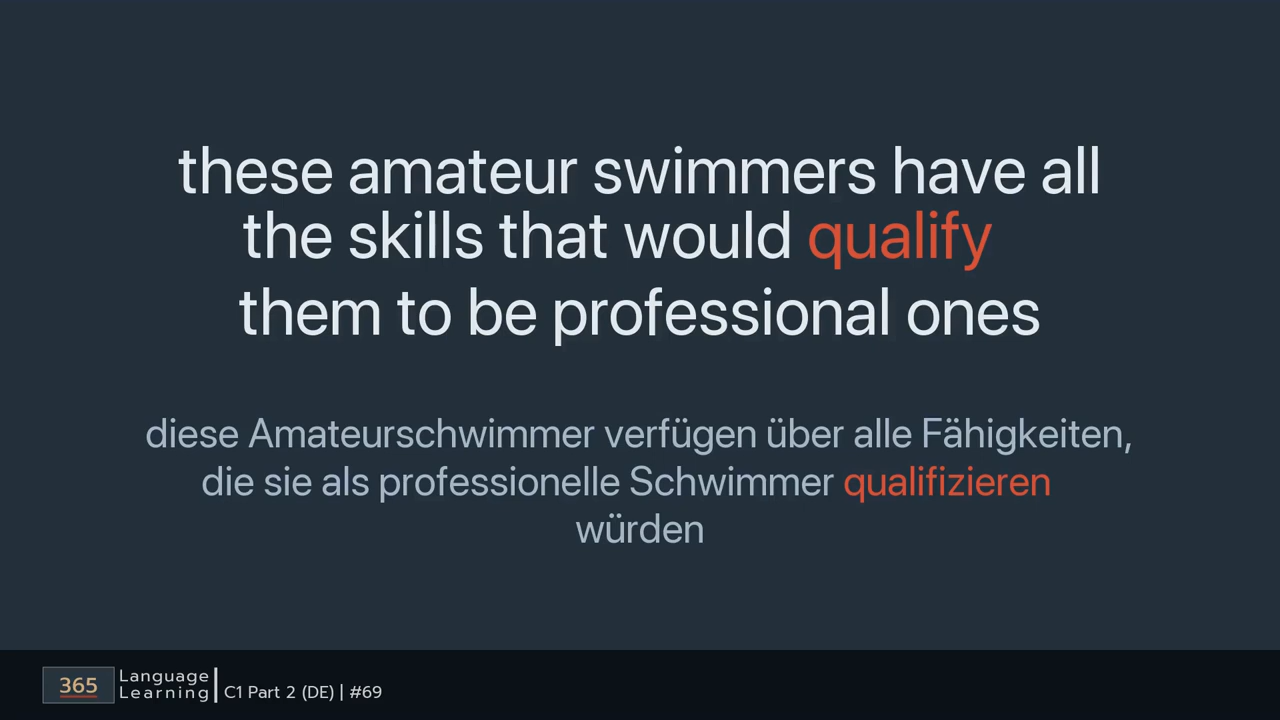 these amateur swimmers have all
the skills that would qualify
them to be professional ones
diese Amateurschwimmer verfügen über alle Fähigkeiten,
die sie als professionelle Schwimmer qualifizieren
würden
365
Language
Learning
C1 Part 2 (DE) | #69